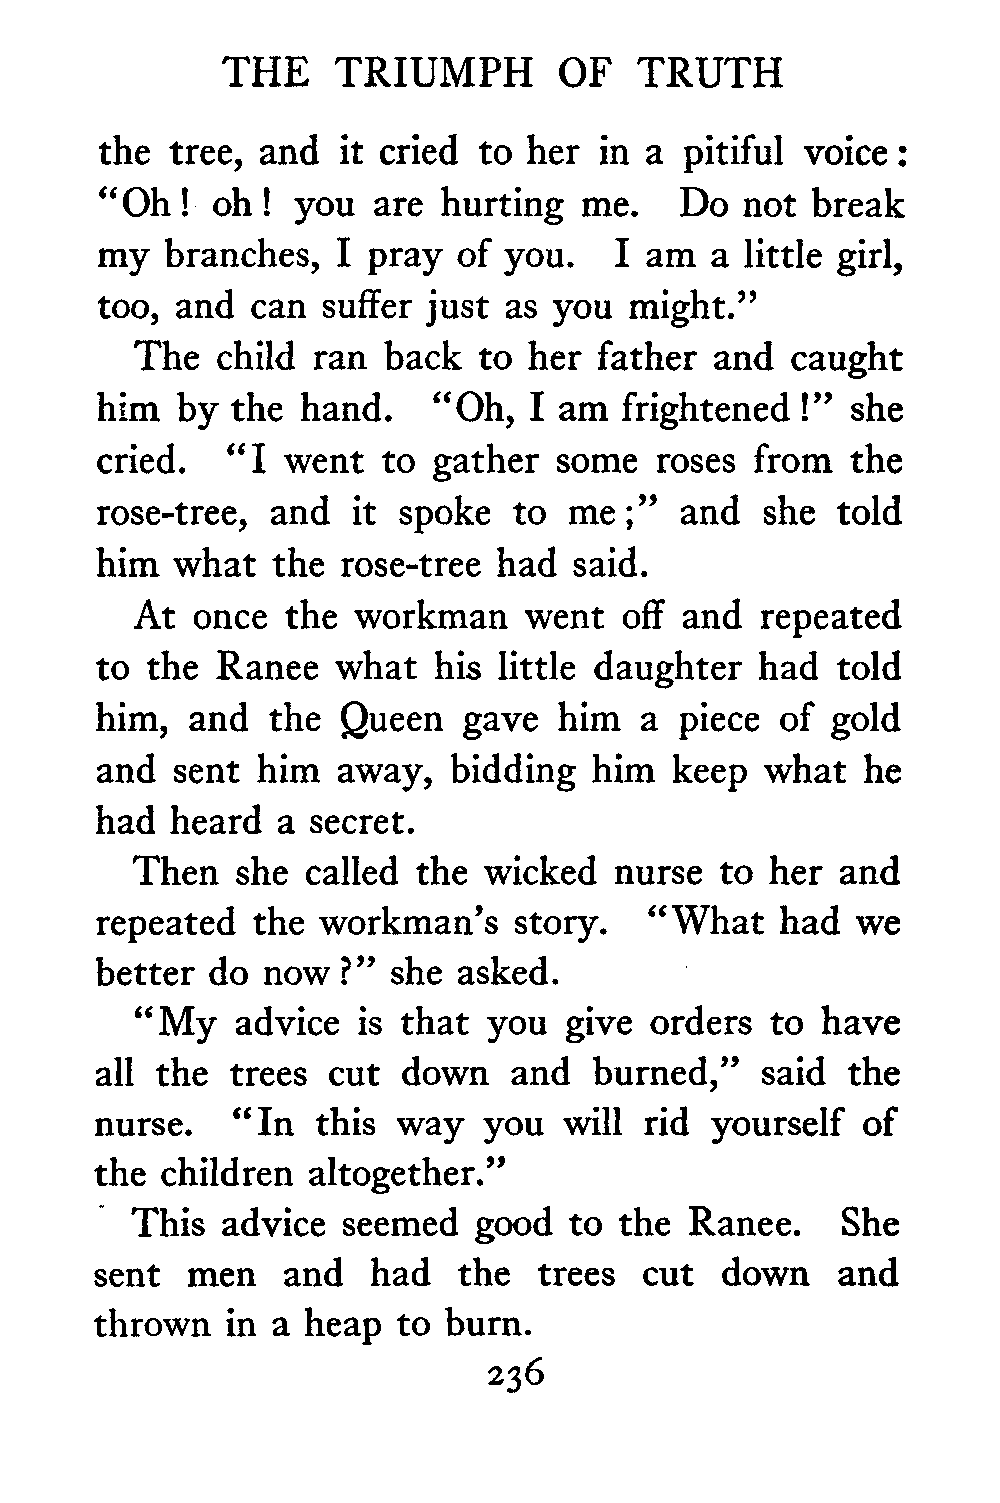 THE TRIUMPH OF TRUTH
the tree, and it cried to her in a pitiful voice :
“Oh ! oh ! you are hurting me. Do not break
my branches, I pray of you. I am a little girl,
too, and can suffer just as you might.”
The child ran back to her father and caught
him by the hand. “Oh, I am frightened !” she
cried. “I went to gather some roses from the
rose-tree, and it spoke to me ;” and she told
him what the rose-tree had said.
At once the workman went off and repeated
to the Ranee what his little daughter had told
him, and the Queen gave him a piece of gold
and sent him away, bidding him keep what he
had heard a secret.
Then she called the wicked nurse to her and
repeated the workman’s story. “What had we
better do now ?” she asked.
“My advice is that you give orders to have
all the trees cut down and burned,” said the
nurse. “In this way you will rid yourself of
the children altogether.”
This advice seemed good to the Ranee. She
sent men and had the trees cut down and
thrown in a heap to burn.
236